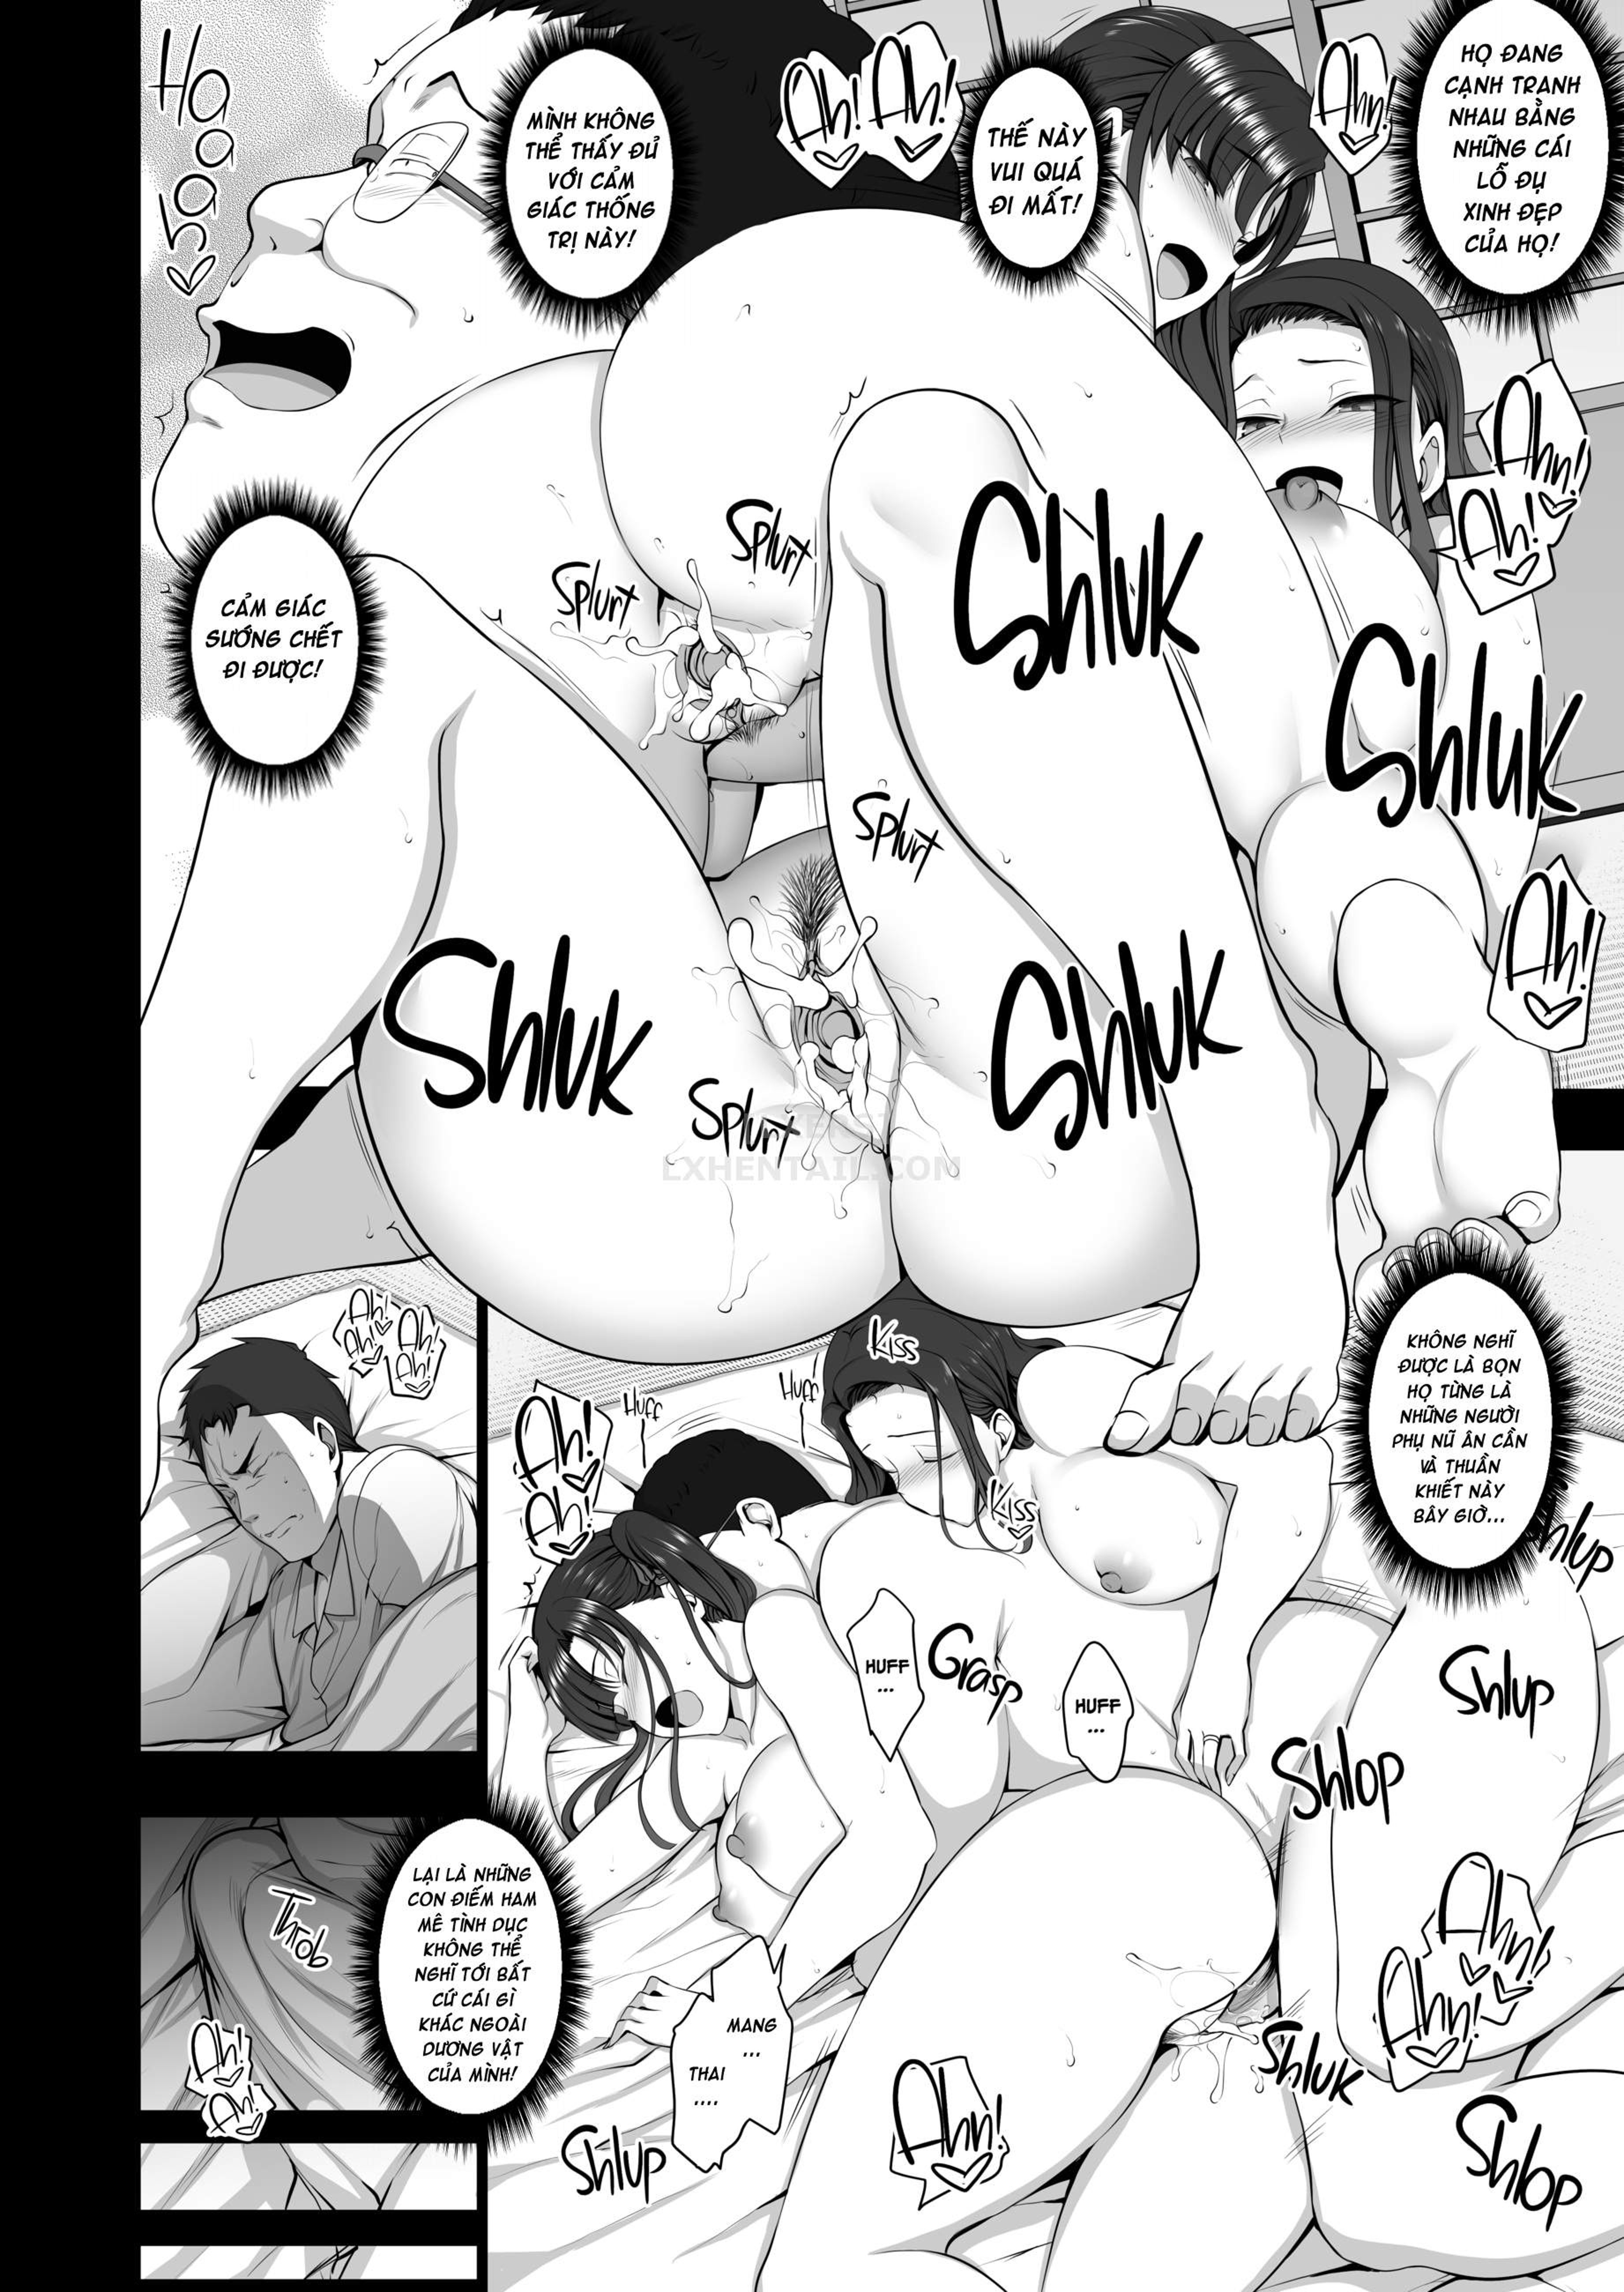 HỌ ĐANG
CẠNH TRANH
NHAU BẰNG
NHỮNG CÁI
LỖ ĐỤ
XINH ĐẸP
CỦA HỌ!
Ahn!
THẾ NÀY
VUI QUÁ
ĐI MẤT!
Ah! Ah!
MÌNH KHÔNG
THỂ THẤY ĐỦ
VỚI CẢM
GIÁC THỐNG
TRỊ NÀY!
Haaah
Ahn!
Ah!
CẢM GIÁC
SƯỚNG CHẾT
ĐI ĐƯỢC!
Splurt
Splurt
Shluk
Shluk
Splurt
Ah!
Shluk
Shluk
Splurt
LXHENTAI.COM
KHÔNG NGHĨ
ĐƯỢC LÀ BỌN
HỌ TỪNG LÀ
NHỮNG NGƯỜI
PHỤ NỮ ÂN CẦN
VÀ THUẦN
KHIẾT NÀY
BÂY GIỜ...
Kiss
Huff
Huff
Ah!
Ah!
Kiss
Shlup
HUFF
...
Grasp
HUFF
...
Shlup
Shlop
Ahn!
Ahn!
MANG
...
THAI
....
Shluk
Ahn!
Shlup
Shlop
Ah!
Ah!
Ah!
Ah!
LẠI LÀ NHỮNG
CON ĐIẾM HAM
MÊ TÌNH DỤC
KHÔNG THỂ
NGHĨ TỚI BẤT
CỨ CÁI GÌ
KHÁC NGOÀI
DƯƠNG VẬT
CỦA MÌNH!
Throb
Ah!
Ah!